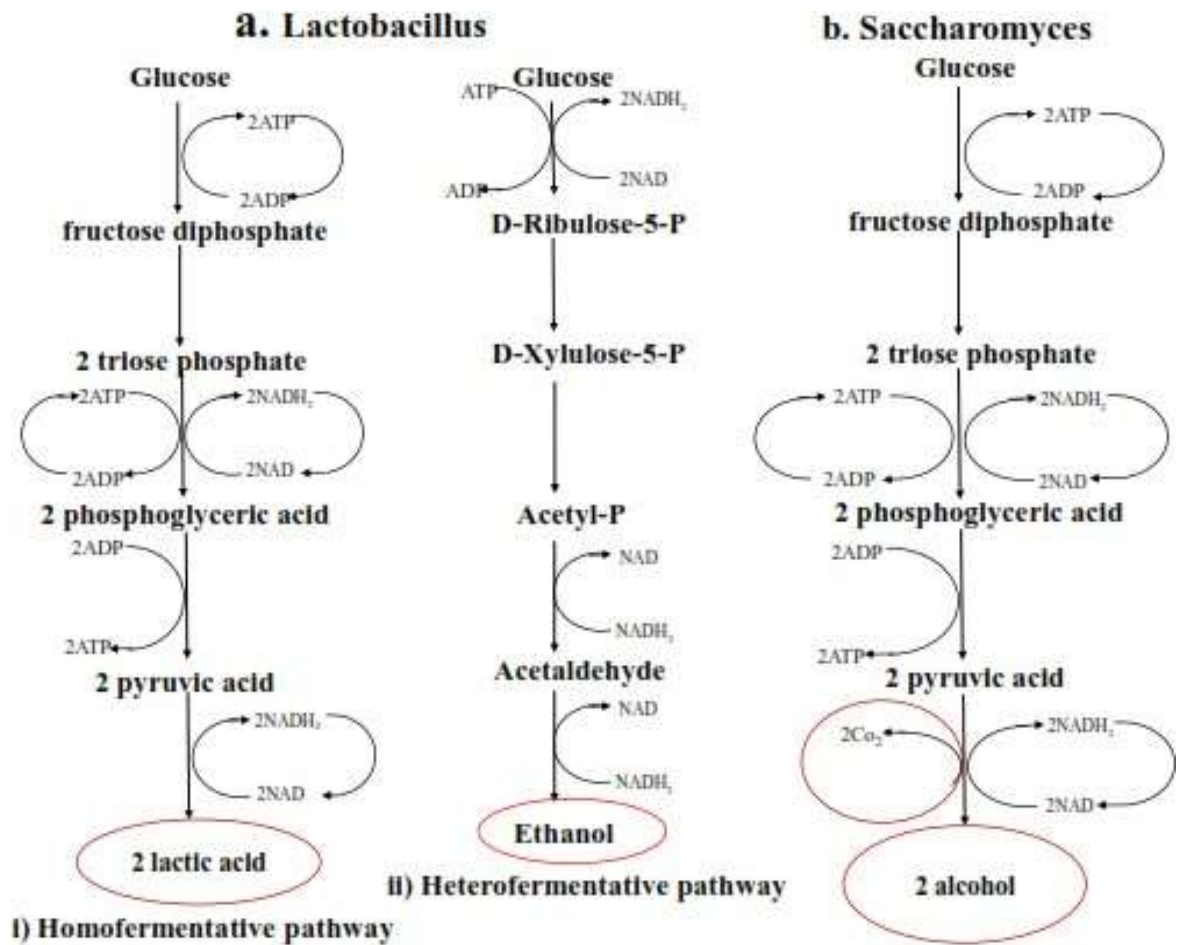 a. Lactobacillus
Glucose
2ATP
2ADP
fructose diphosphate
2 triose phosphate
2ATP
2NADH₂
2ADP
2NAD
2 phosphoglyceric acid
2ADP
2ATP
2 pyruvic acid
2NADH₂
2NAD
2 lactic acid
i) Homofermentative pathway
Glucose
ATP
2NADH₂
ADP
2NAD
D-Ribulose-5-P
D-Xylulose-5-P
Acetyl-P
NAD
NADH₂
Acetaldehyde
NAD
NADH₂
Ethanol
ii) Heterofermentative pathway
b. Saccharomyces
Glucose
2ATP
2ADP
fructose diphosphate
2 triose phosphate
2ATP
2NADH₂
2ADP
2NAD
2 phosphoglyceric acid
2ADP
2ATP
2 pyruvic acid
2Co₂
2NADH₂
2NAD
2 alcohol